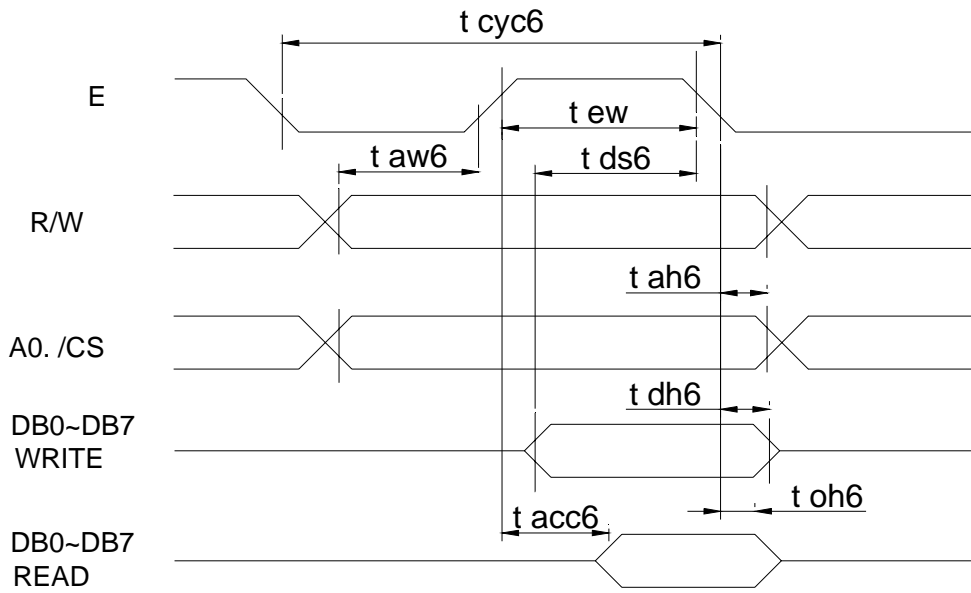 t cyc6
E
t ew
t aw6
t ds6
R/W
t ah6
A0. /CS
t dh6
DB0~DB7
WRITE
t oh6
t acc6
DB0~DB7
READ